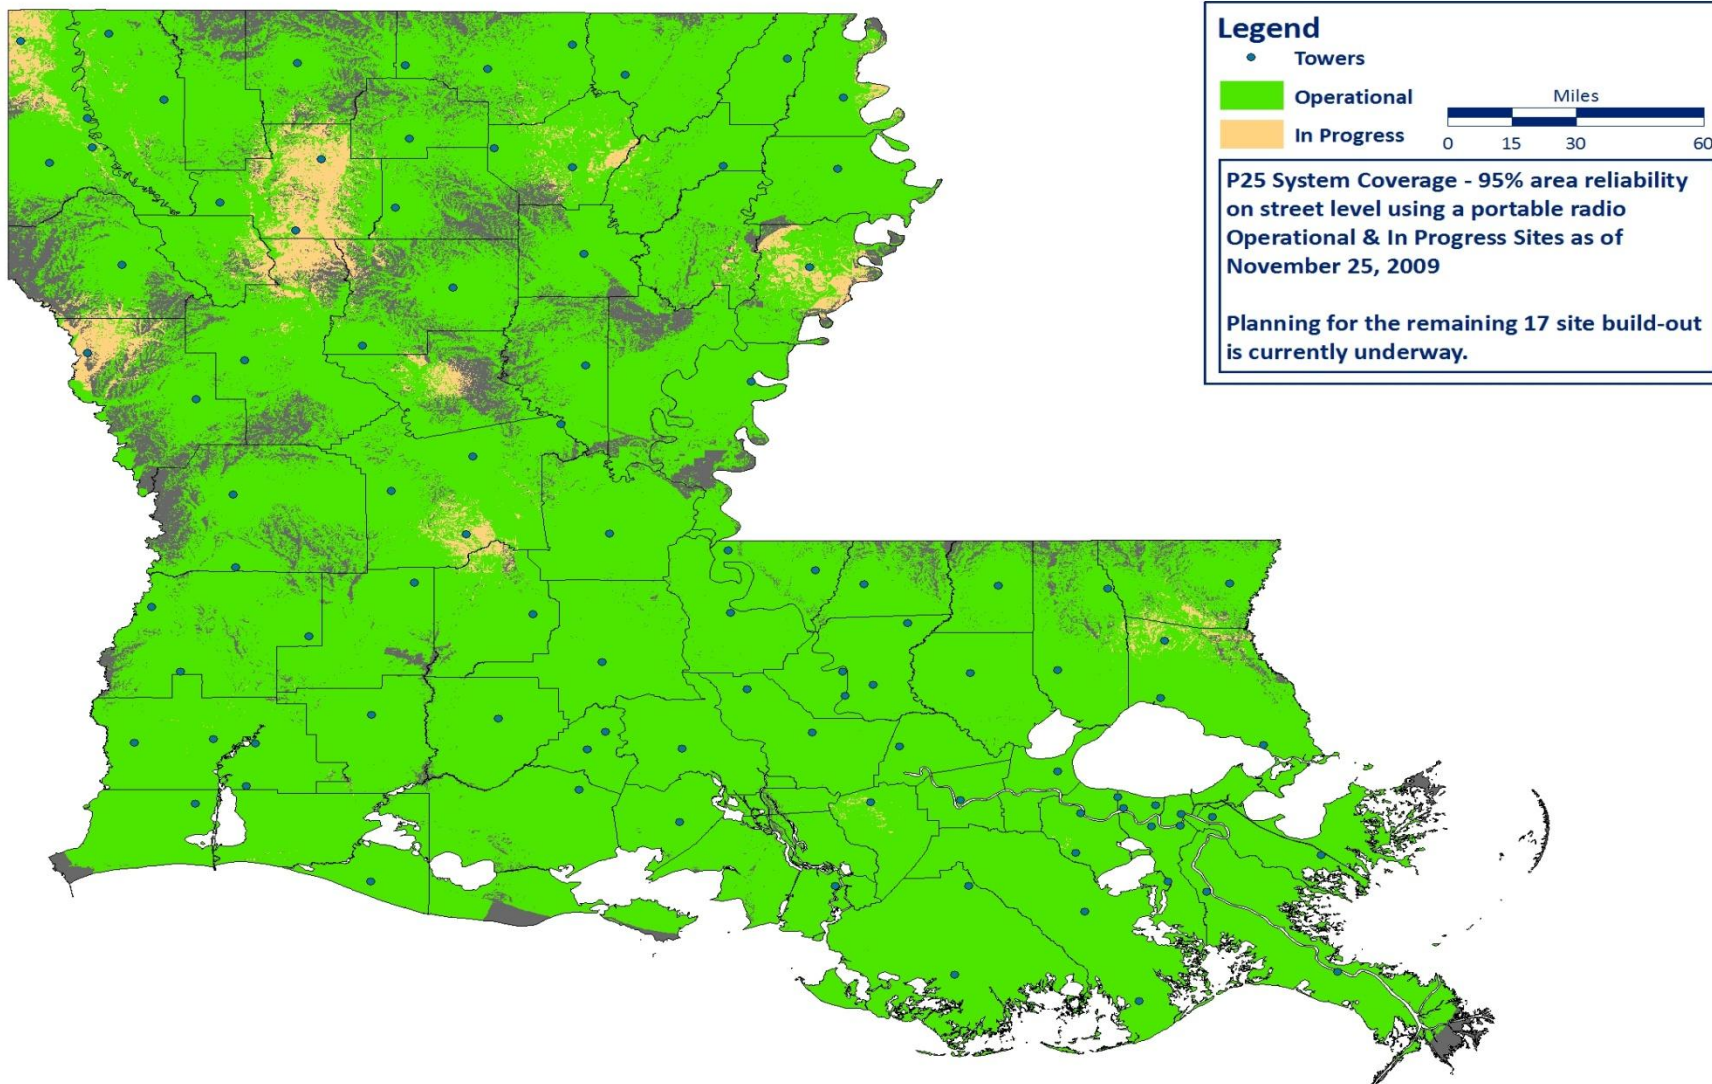 Legend
Towers
Operational
In Progress
Miles
0 15 30 60
P25 System Coverage - 95% area reliability
on street level using a portable radio
Operational & In Progress Sites as of
November 25, 2009
Planning for the remaining 17 site build-out
is currently underway.